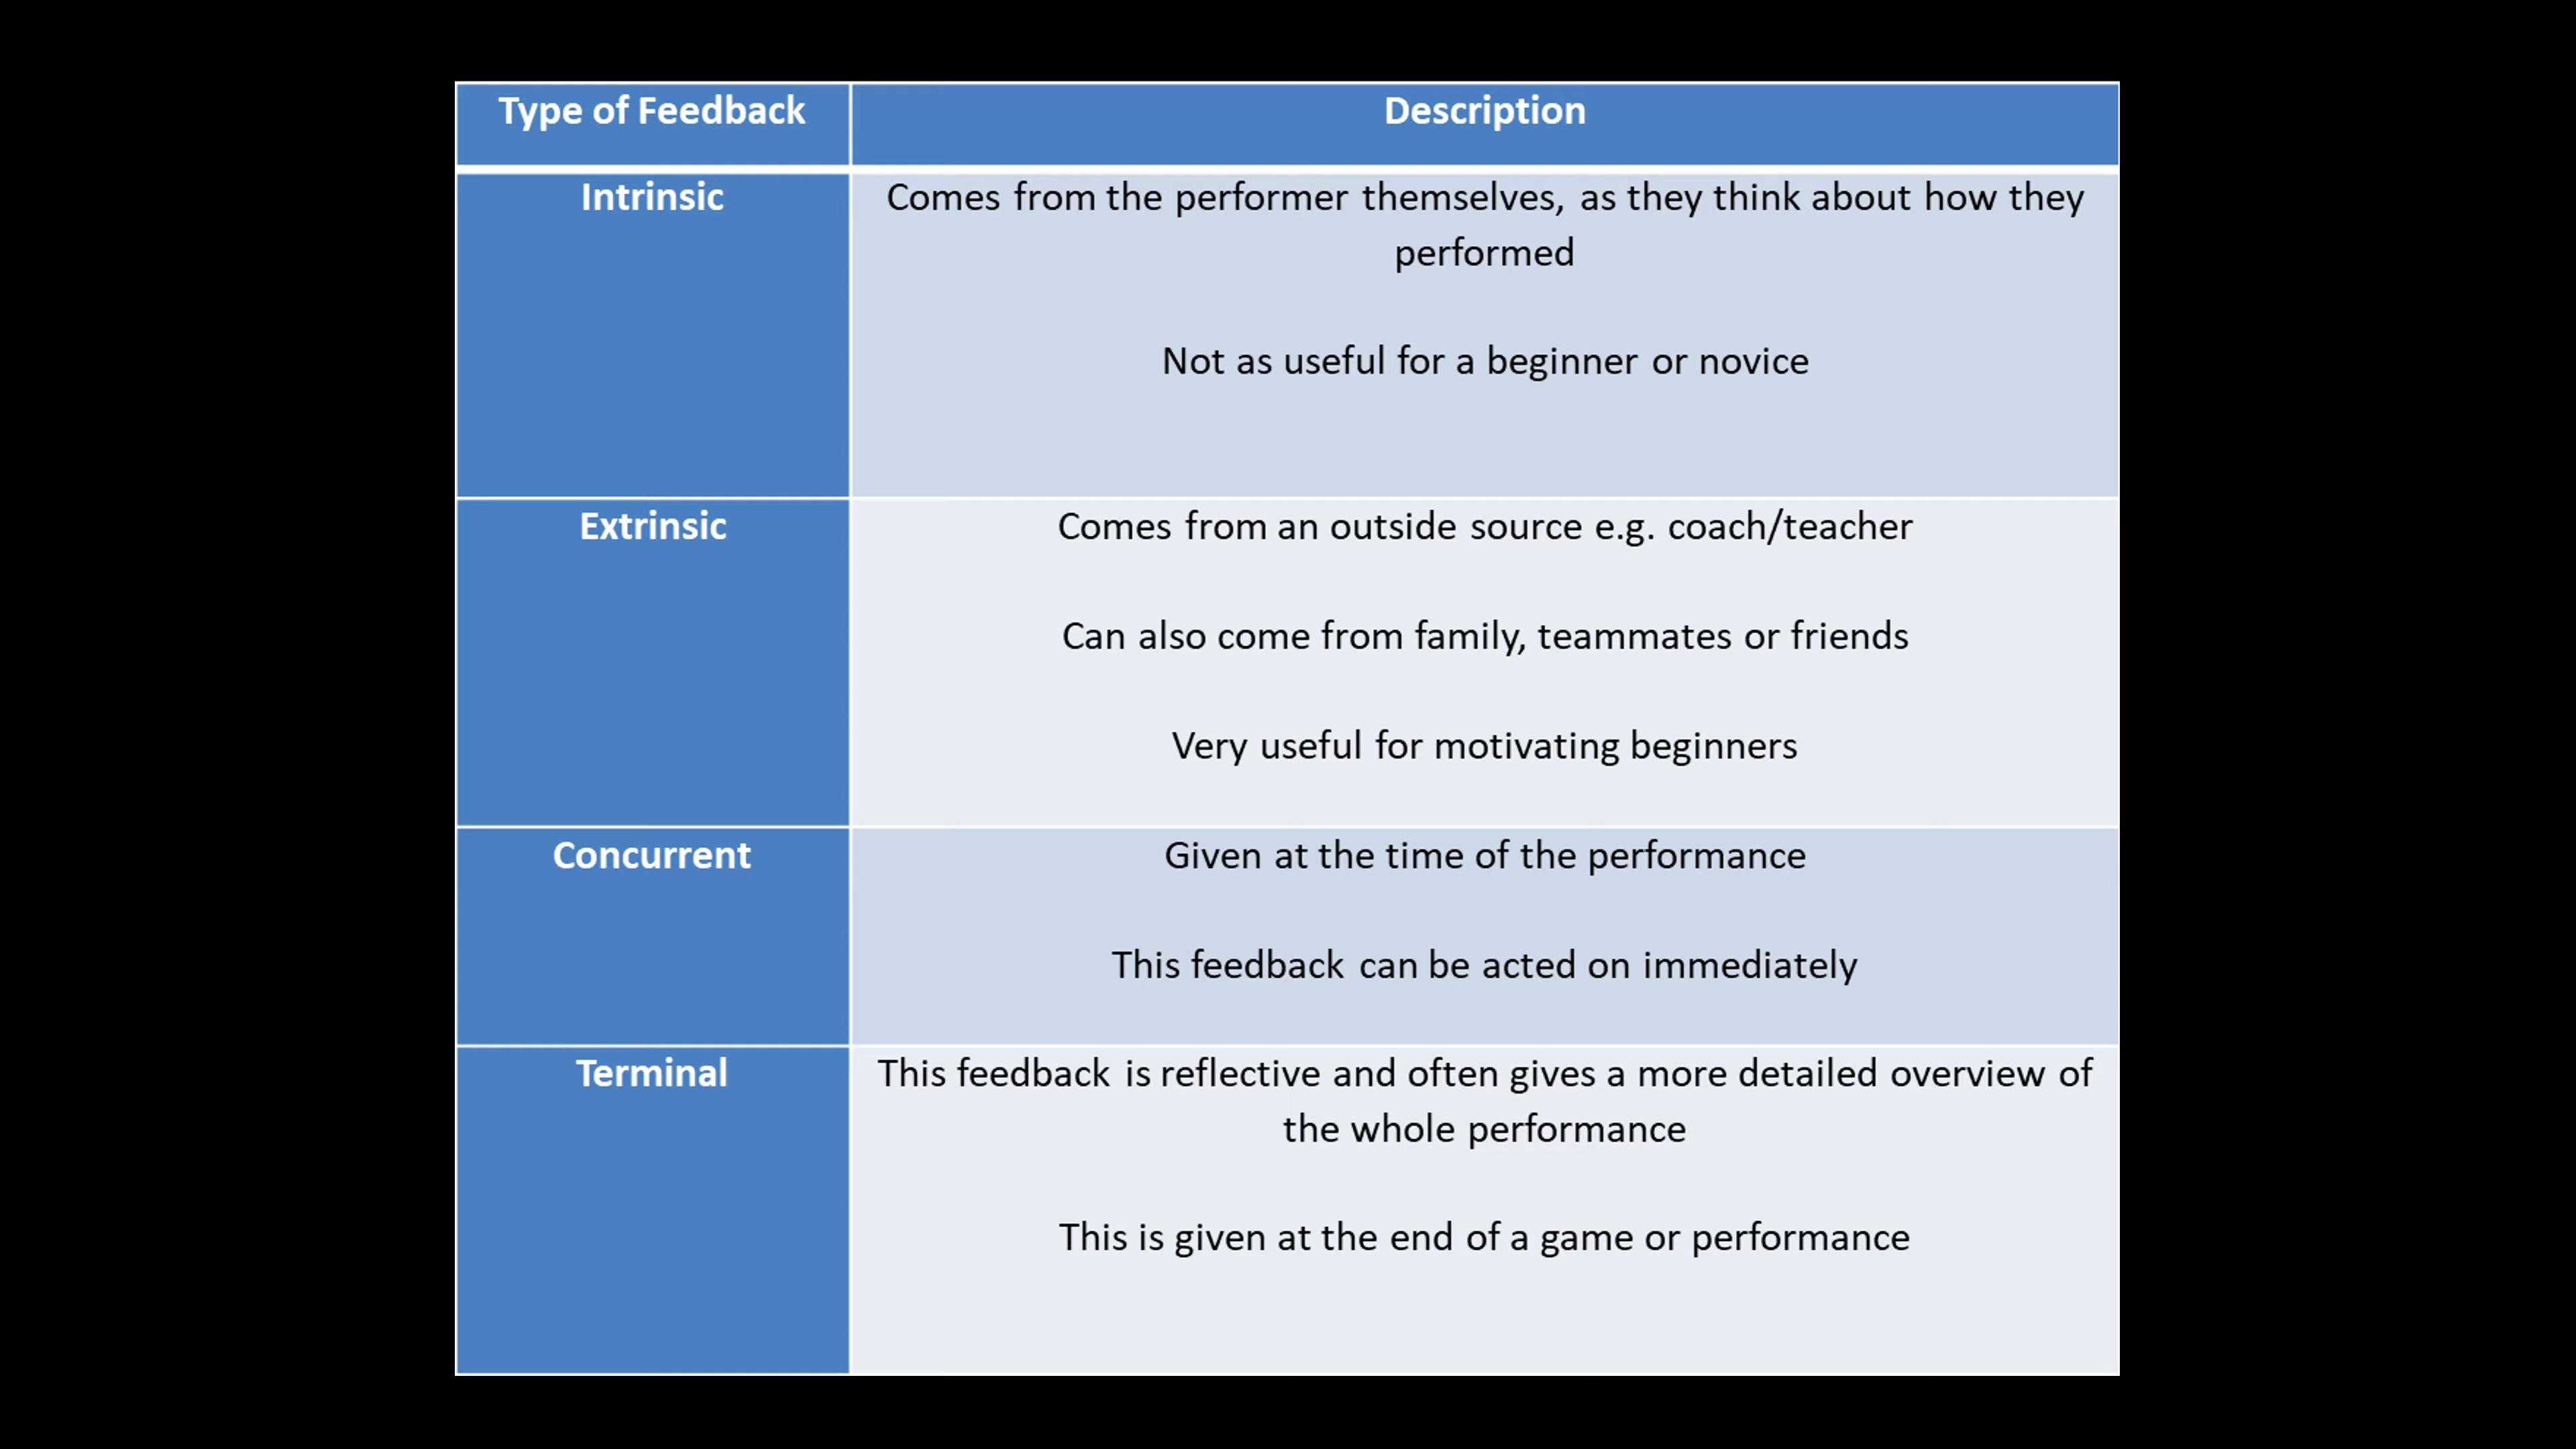 Type of Feedback
Description
Intrinsic
Comes from the performer themselves, as they think about how they
performed
Not as useful for a beginner or novice
Extrinsic
Comes from an outside source e.g. coach/teacher
Can also come from family, teammates or friends
Very useful for motivating beginners
Concurrent
Given at the time of the performance
This feedback can be acted on immediately
Terminal
This feedback is reflective and often gives a more detailed overview of
the whole performance
This is given at the end of a game or performance